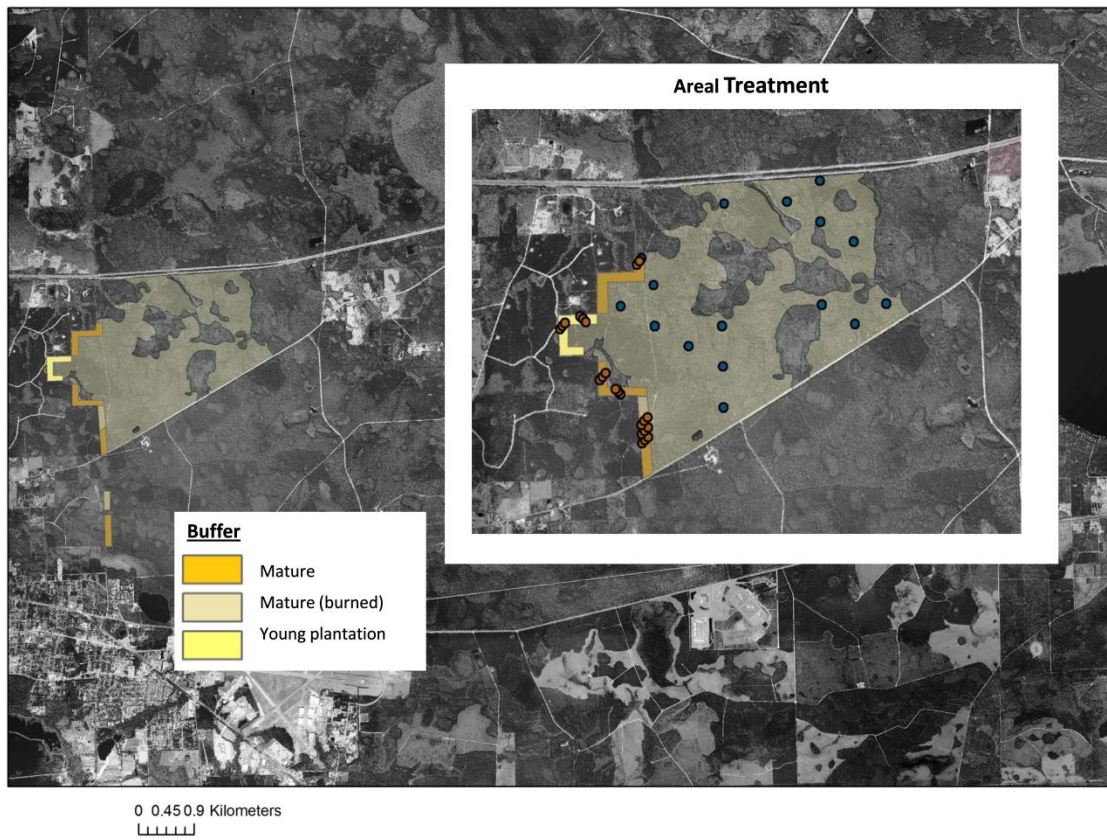 Areal Treatment
Buffer
Mature
Mature (burned)
Young plantation
0 0.45 0.9 Kilometers